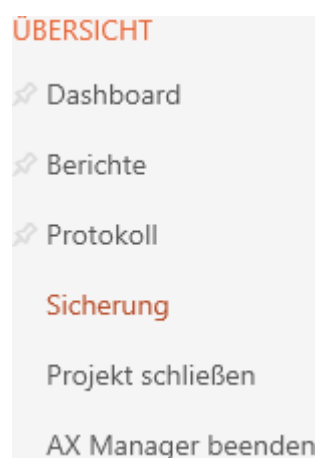 ÜBERSICHT
Dashboard
Berichte
Protokoll
Sicherung
Projekt schließen
AX Manager beenden